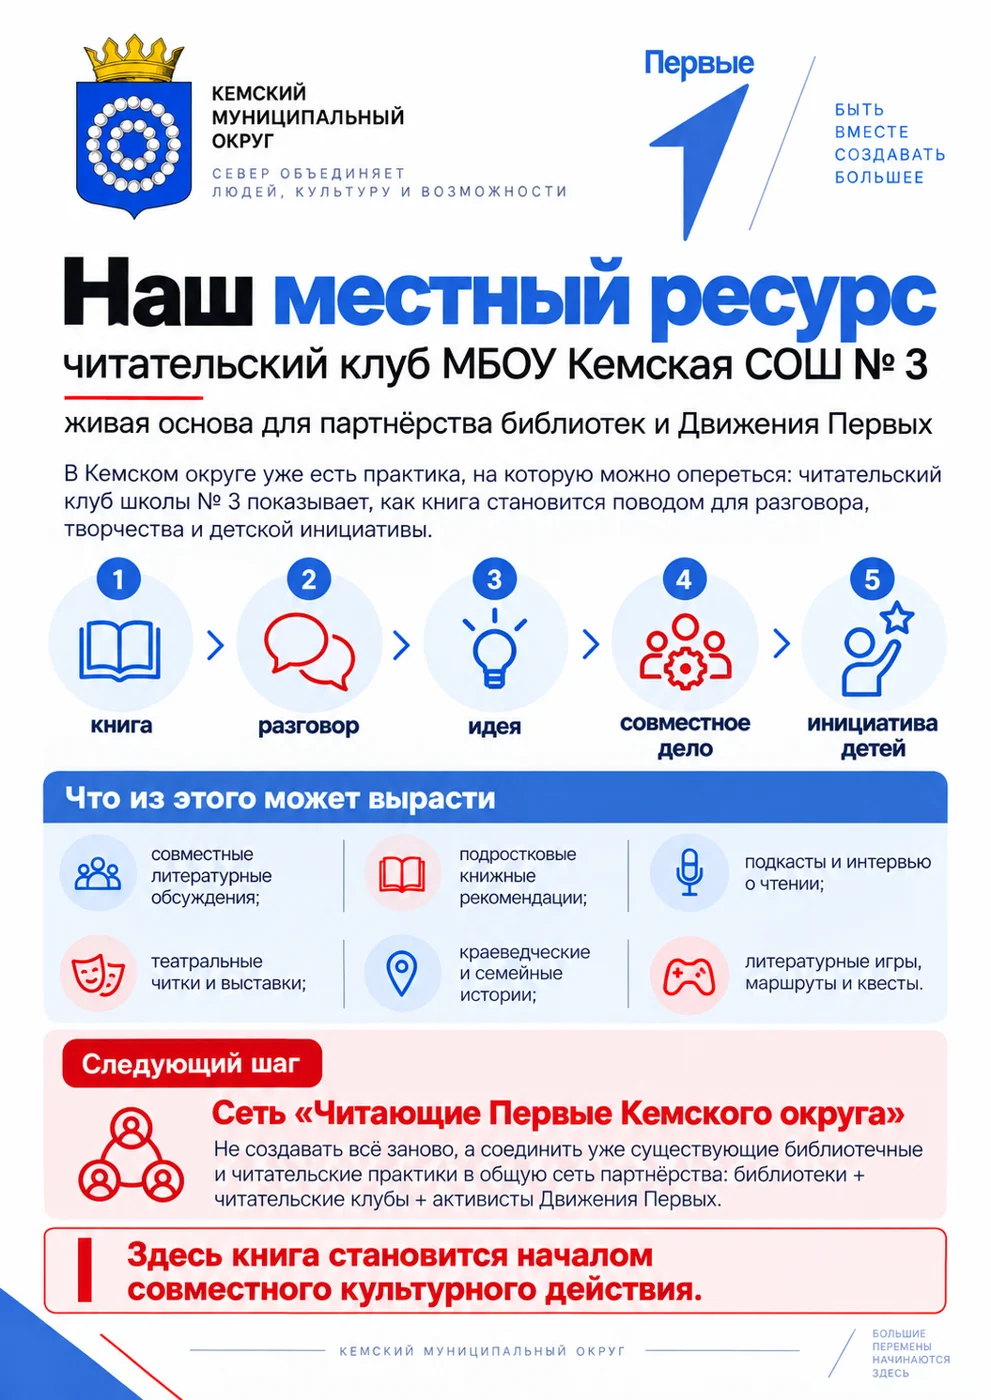 КЕМСКИЙ
МУНИЦИПАЛЬНЫЙ
ОКРУГ
СЕВЕР ОБЪЕДИНЯЕТ
ЛЮДЕЙ, КУЛЬТУРУ И ВОЗМОЖНОСТИ
Первые
БЫТЬ
ВМЕСТЕ
СОЗДАВАТЬ
БОЛЬШЕЕ
Наш местный ресурс
читательский клуб МБОУ Кемская СОШ № 3
живая основа для партнёрства библиотек и Движения Первых
В Кемском округе уже есть практика, на которую можно опереться: читательский
клуб школы № 3 показывает, как книга становится поводом для разговора,
творчества и детской инициативы.
1
книга
2
разговор
3
идея
4
совместное
дело
5
инициатива
детей
Что из этого может вырасти
совместные
литературные
обсуждения;
подростковые
книжные
рекомендации;
подкасты и интервью
о чтении;
театральные
читки и выставки;
краеведческие
и семейные
истории;
литературные игры,
маршруты и квесты.
Следующий шаг
Сеть «Читающие Первые Кемского округа»
Не создавать всё заново, а соединить уже существующие библиотечные
и читательские практики в общую сеть партнёрства: библиотеки +
читательские клубы + активисты Движения Первых.
Здесь книга становится началом
совместного культурного действия.
КЕМСКИЙ МУНИЦИПАЛЬНЫЙ ОКРУГ
БОЛЬШИЕ
ПЕРЕМЕНЫ
НАЧИНАЮТСЯ
ЗДЕСЬ